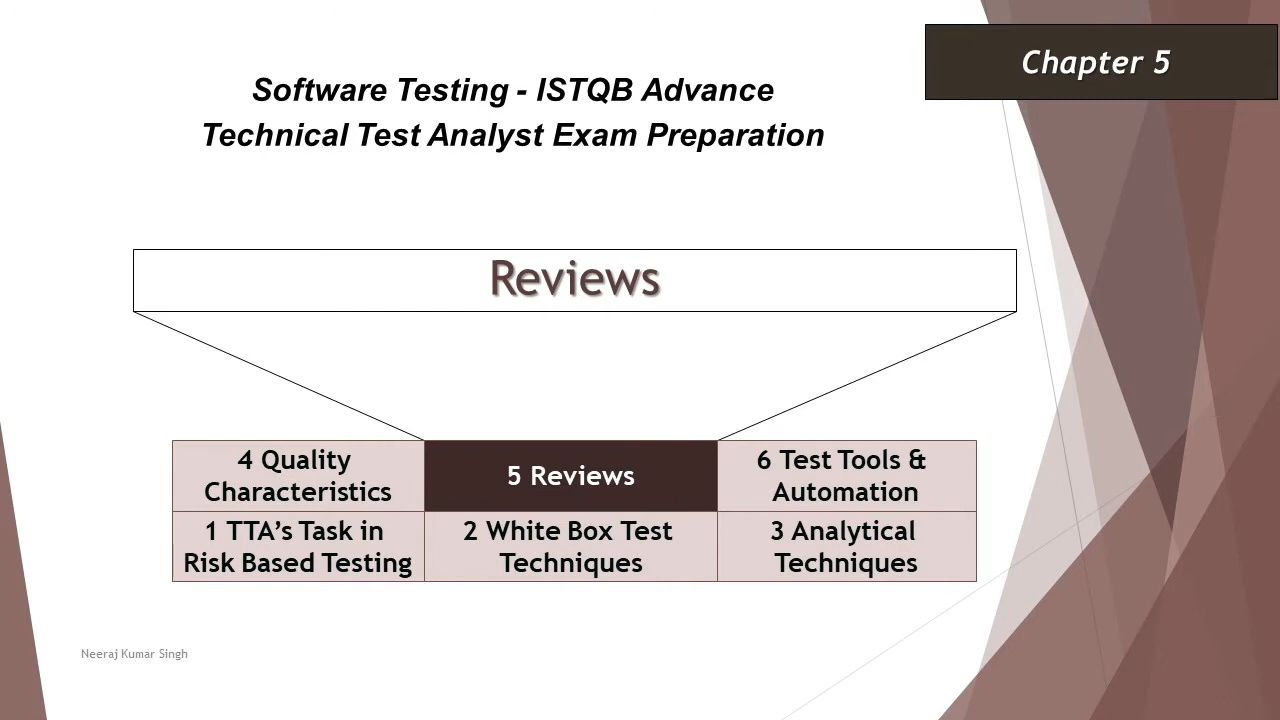 Chapter 5
Software Testing - ISTQB Advance
Technical Test Analyst Exam Preparation
Reviews
4 Quality
Characteristics
5 Reviews
6 Test Tools &
Automation
1 TTA’s Task in
Risk Based Testing
2 White Box Test
Techniques
3 Analytical
Techniques
Neeraj Kumar Singh